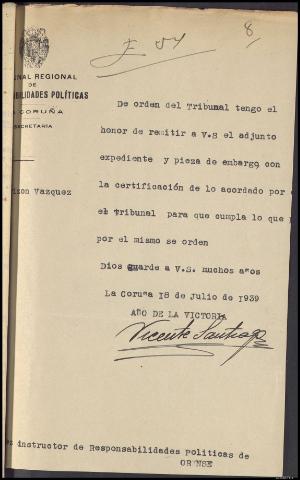 F 54
8
NAL REGIONAL
DE
ABILIDADES POLÍTICAS
CORUÑA
SECRETARIA
De orden del Tribunal tengo el
honor de remitir a V.S el adjunto
expediente y pieza de embargo con
la certificación de lo acordado por e
el Tribunal para que cumpla lo que p
por el mismo se orden
Vazquez
Dios guarde a V.S. muchos años
La Coruña 18 de julio de 1939
AÑO DE LA VICTORIA
Vicente Santiago
ez instructor de Responsabilidades politicas de
ORENSE